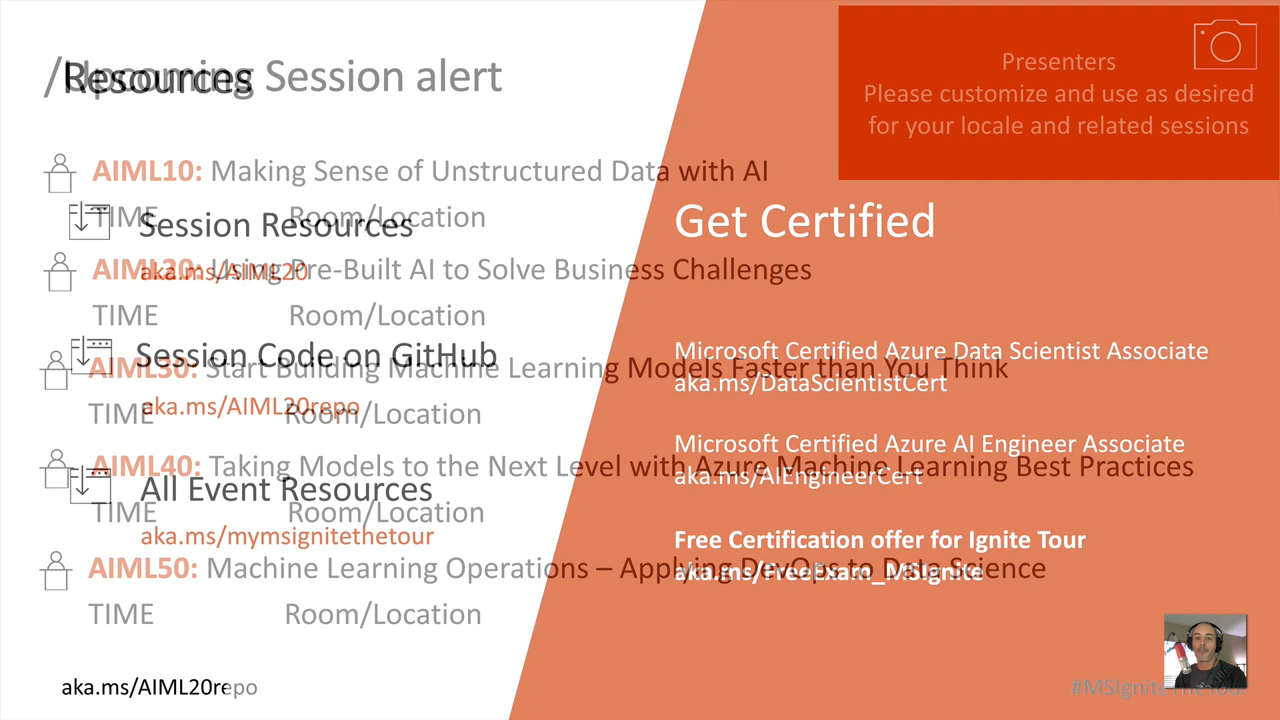 /Upcoming Session alert
Resources
Presenters
Please customize and use as desired
for your locale and related sessions
AIML10: Making Sense of Unstructured Data with AI
TIME Room/Location
Session Resources
aka.ms/AIML20
Get Certified
AIML20: Using Pre-Built AI to Solve Business Challenges
TIME Room/Location
Session Code on GitHub
aka.ms/AIML20repo
Microsoft Certified Azure Data Scientist Associate
aka.ms/DataScientistCert
AIML30: Start Building Machine Learning Models Faster than You Think
TIME Room/Location
Microsoft Certified Azure AI Engineer Associate
aka.ms/AIEngineerCert
AIML40: Taking Models to the Next Level with Azure Machine Learning Best Practices
TIME Room/Location
All Event Resources
aka.ms/mymsignitethetour
Free Certification offer for Ignite Tour
aka.ms/FreeExam_MSIgnite
AIML50: Machine Learning Operations – Applying DevOps to Data Science
TIME Room/Location
aka.ms/AIML20repo
#MSIgniteTheTour